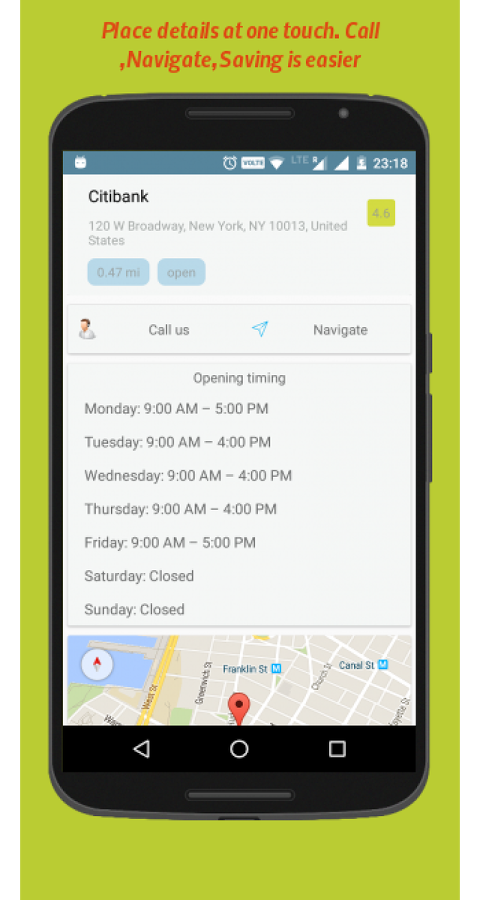 Place details at one touch. Call
,Navigate,Saving is easier
VOLTE LTE R 23:18
Citibank
4.6
120 W Broadway, New York, NY 10013, United
States
0.47 mi open
Call us Navigate
Opening timing
Monday: 9:00 AM – 5:00 PM
Tuesday: 9:00 AM – 4:00 PM
Wednesday: 9:00 AM – 4:00 PM
Thursday: 9:00 AM – 4:00 PM
Friday: 9:00 AM – 5:00 PM
Saturday: Closed
Sunday: Closed
Franklin St M Canal St M
Greenwich St
Church St
West St